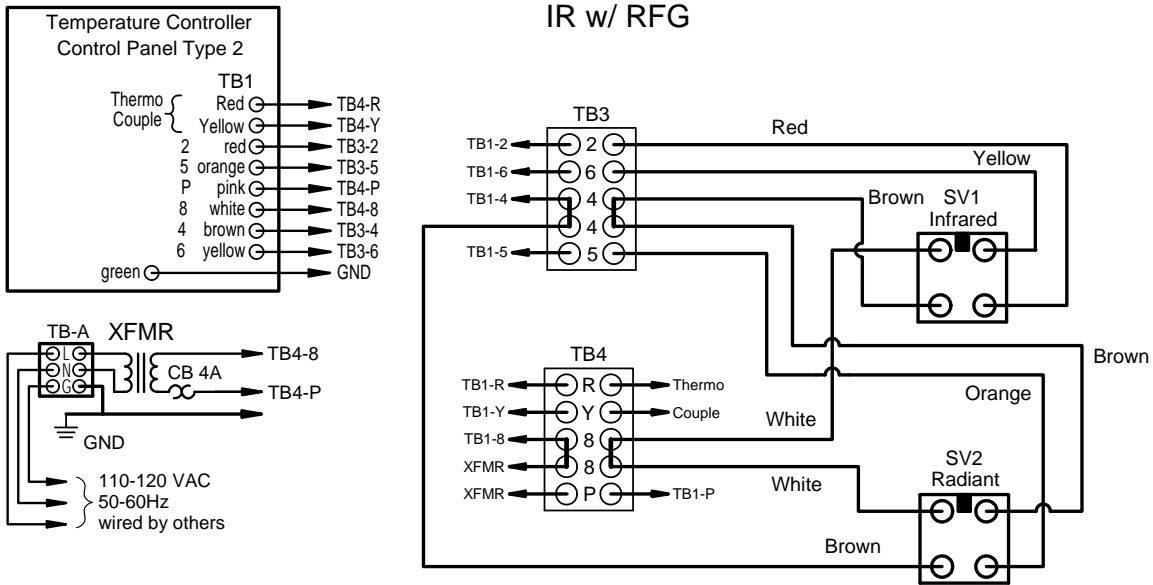 IR w/ RFG
Temperature Controller
Control Panel Type 2
TB1
Thermo
Couple
Red
TB4-R
Yellow
TB4-Y
2 red
TB3-2
5 orange
TB3-5
P pink
TB4-P
8 white
TB4-8
4 brown
TB3-4
6 yellow
TB3-6
green
GND
TB-A XFMR
L
N
G
TB4-8
CB 4A
TB4-P
GND
110-120 VAC
50-60Hz
wired by others
TB3
TB1-2 2
TB1-6 6
TB1-4 4
4
TB1-5 5
Red
Yellow
Brown
SV1
Infrared
TB4
TB1-R R Thermo
TB1-Y Y Couple
TB1-8 8
XFMR 8
XFMR P TB1-P
White
White
Brown
Orange
Brown
SV2
Radiant